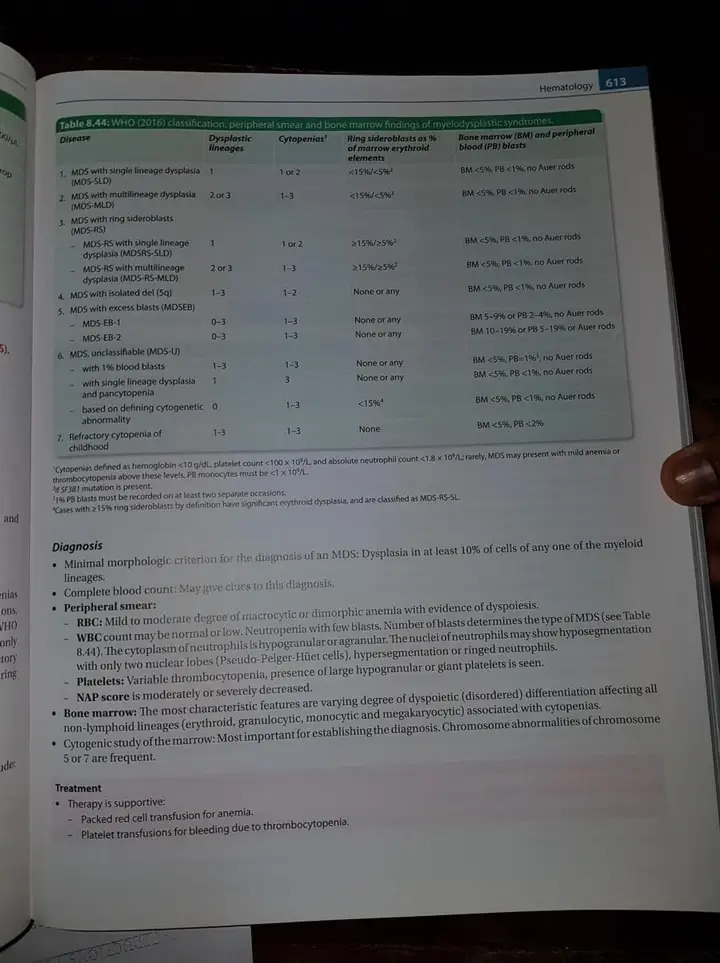 Hematology 613
Table 8.44: WHO (2016) classification, peripheral smear and bone marrow findings of myelodysplastic syndromes.
Disease Dysplastic lineages Cytopenias¹ Ring sideroblasts as % of marrow erythroid elements Bone marrow (BM) and peripheral blood (PB) blasts
1. MDS with single lineage dysplasia (MDS-SLD) 1 1 or 2 <15%/<5%² BM <5%, PB <1%, no Auer rods
2. MDS with multilineage dysplasia (MDS-MLD) 2 or 3 1–3 <15%/<5%² BM <5%, PB <1%, no Auer rods
3. MDS with ring sideroblasts (MDS-RS)
– MDS-RS with single lineage dysplasia (MDSRS-SLD) 1 1 or 2 ≥15%/≥5%² BM <5%, PB <1%, no Auer rods
– MDS-RS with multilineage dysplasia (MDS-RS-MLD) 2 or 3 1–3 ≥15%/≥5%² BM <5%, PB <1%, no Auer rods
4. MDS with isolated del (5q) 1–3 1–2 None or any BM <5%, PB <1%, no Auer rods
5. MDS with excess blasts (MDSEB)
– MDS-EB-1 0–3 1–3 None or any BM 5–9% or PB 2–4%, no Auer rods
– MDS-EB-2 0–3 1–3 None or any BM 10–19% or PB 5–19% or Auer rods
6. MDS, unclassifiable (MDS-U)
– with 1% blood blasts 1–3 1–3 None or any BM <5%, PB=1%³, no Auer rods
– with single lineage dysplasia and pancytopenia 1 3 None or any BM <5%, PB <1%, no Auer rods
– based on defining cytogenetic abnormality 0 1–3 <15%⁴ BM <5%, PB <1%, no Auer rods
7. Refractory cytopenia of childhood 1-3 1–3 None BM <5%, PB <2%
¹Cytopenias defined as hemoglobin <10 g/dL, platelet count <100 x 10⁹/L, and absolute neutrophil count <1.8 x 10⁹/L; rarely, MDS may present with mild anemia or
thrombocytopenia above these levels. PB monocytes must be <1 x 10⁹/L.
²If SF3B1 mutation is present.
³1% PB blasts must be recorded on at least two separate occasions.
⁴Cases with ≥15% ring sideroblasts by definition have significant erythroid dysplasia, and are classified as MDS-RS-SL.
Diagnosis
• Minimal morphologic criterion for the diagnosis of an MDS: Dysplasia in at least 10% of cells of any one of the myeloid
lineages.
• Complete blood count: May give clues to this diagnosis.
• Peripheral smear:
– RBC: Mild to moderate degree of macrocytic or dimorphic anemia with evidence of dyspoiesis.
– WBC count may be normal or low. Neutropenia with few blasts. Number of blasts determines the type of MDS (see Table
8.44). The cytoplasm of neutrophils is hypogranular or agranular. The nuclei of neutrophils may show hyposegmentation
with only two nuclear lobes (Pseudo-Pelger-Hüet cells), hypersegmentation or ringed neutrophils.
– Platelets: Variable thrombocytopenia, presence of large hypogranular or giant platelets is seen.
– NAP score is moderately or severely decreased.
• Bone marrow: The most characteristic features are varying degree of dyspoietic (disordered) differentiation affecting all
non-lymphoid lineages (erythroid, granulocytic, monocytic and megakaryocytic) associated with cytopenias.
• Cytogenic study of the marrow: Most important for establishing the diagnosis. Chromosome abnormalities of chromosome
5 or 7 are frequent.
Treatment
• Therapy is supportive:
– Packed red cell transfusion for anemia.
– Platelet transfusions for bleeding due to thrombocytopenia.